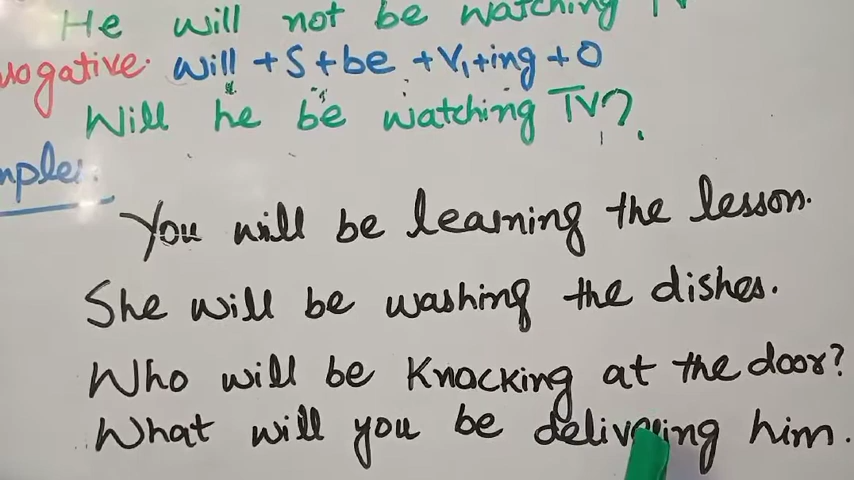 He will not be watching TV
rogative. will + S + be + V₁ + ing + O
Will he be watching TV?
mple:
You will be learning the lesson.
She will be washing the dishes.
Who will be Knocking at the door?
What will you be delivering him.